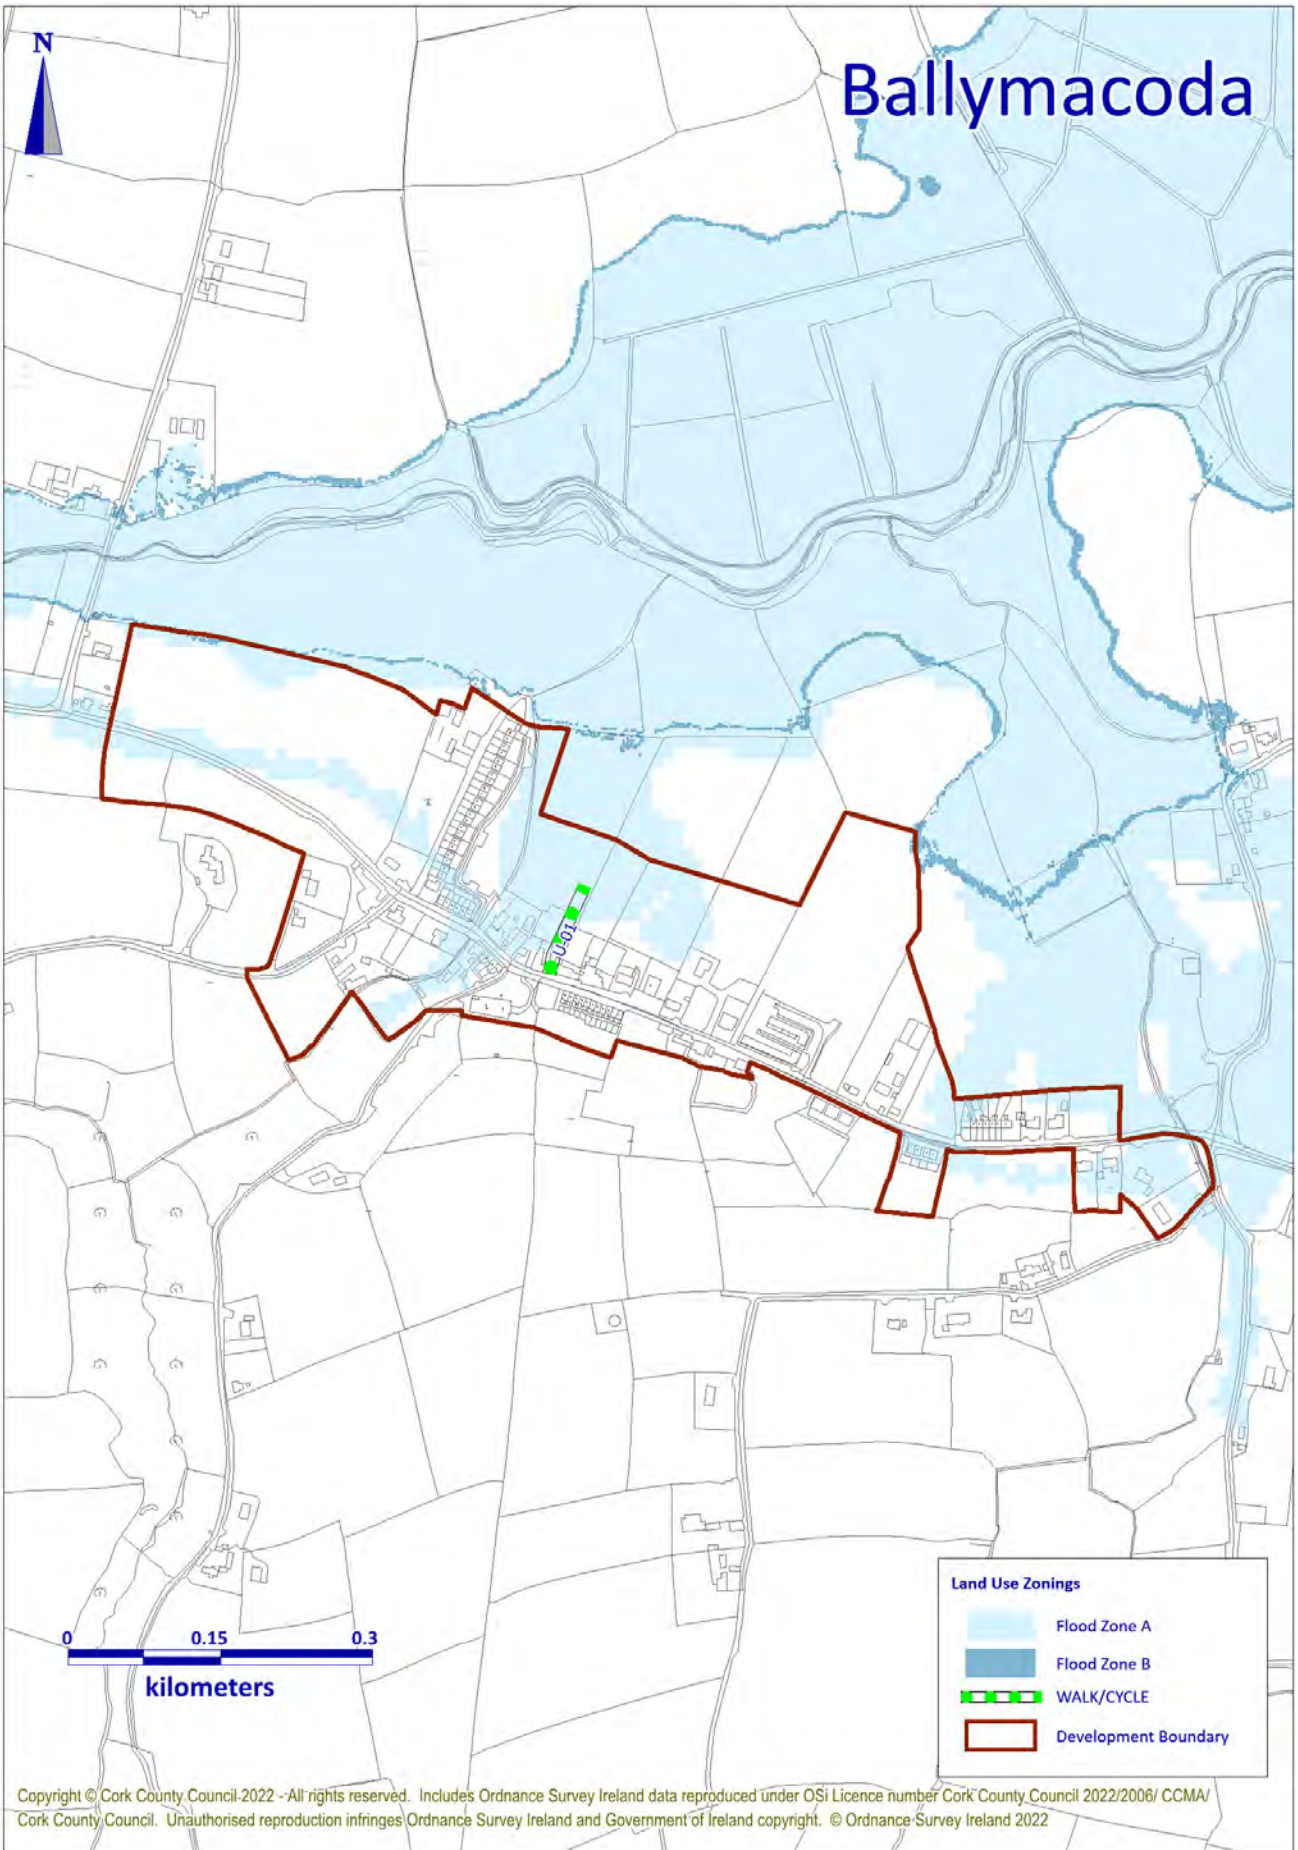 N
Ballymacoda
U-01
Land Use Zonings
Flood Zone A
Flood Zone B
WALK/CYCLE
Development Boundary
0 0.15 0.3
kilometers
Copyright © Cork County Council 2022 - All rights reserved. Includes Ordnance Survey Ireland data reproduced under OSi Licence number Cork County Council 2022/2006/ CCMA/
Cork County Council. Unauthorised reproduction infringes Ordnance Survey Ireland and Government of Ireland copyright. © Ordnance Survey Ireland 2022